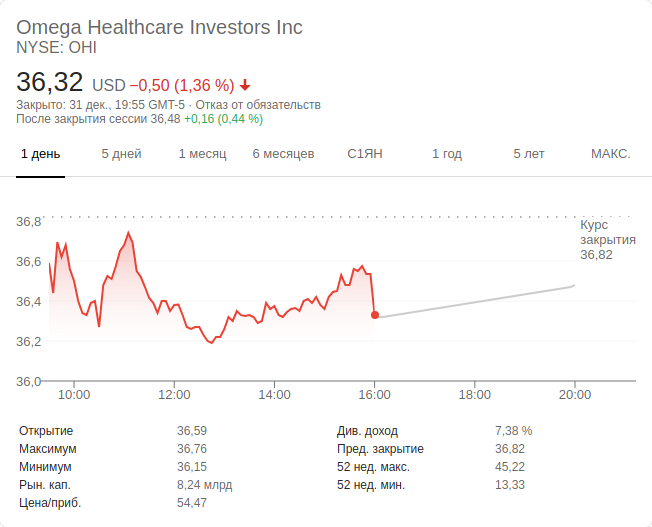 Omega Healthcare Investors Inc
NYSE: OHI
36,32 USD −0,50 (1,36 %)
Закрыто: 31 дек., 19:55 GMT-5 · Отказ от обязательств
После закрытия сессии 36,48 +0,16 (0,44 %)
1 день 5 дней 1 месяц 6 месяцев С1ЯН 1 год 5 лет МАКС.
36,8
36,6
36,4
36,2
36,0
Курс
закрытия
36,82
10:00 12:00 14:00 16:00 18:00 20:00
Открытие 36,59 Див. доход 7,38 %
Максимум 36,76 Пред. закрытие 36,82
Минимум 36,15 52 нед. макс. 45,22
Рын. кап. 8,24 млрд 52 нед. мин. 13,33
Цена/приб. 54,47